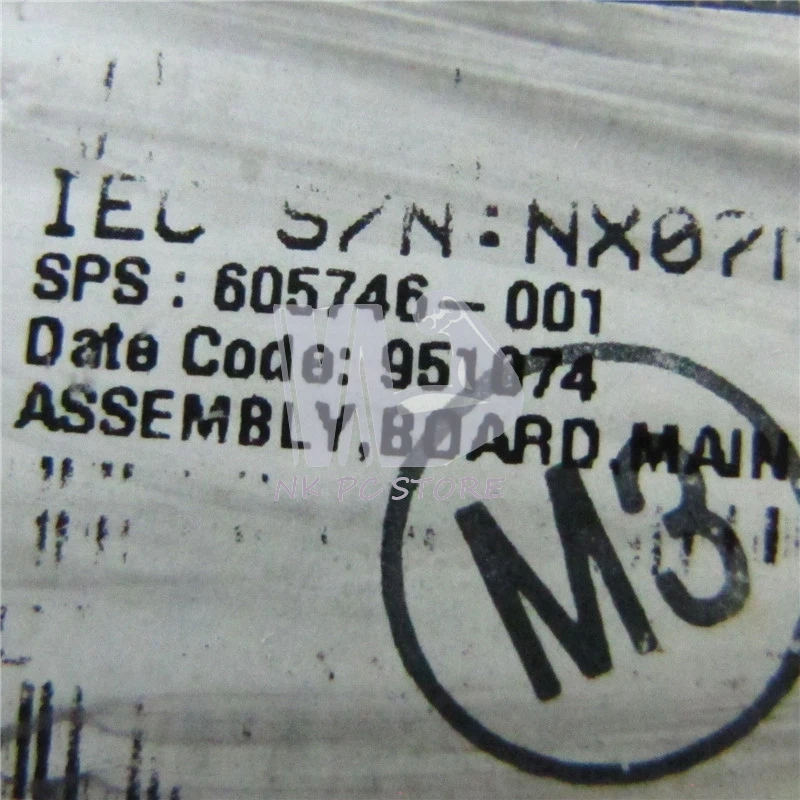 IEC S/N:NX07
SPS : 605746-001
Date Code: 951074
ASSEMBLY,BOARD,MAIN
NK PC STORE
M3